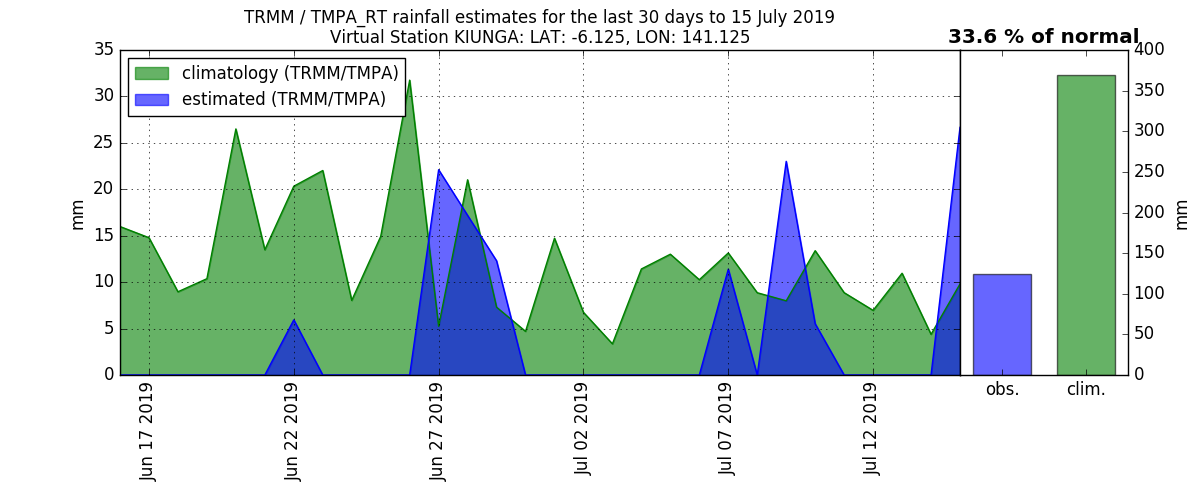 TRMM / TMPA_RT rainfall estimates for the last 30 days to 15 July 2019
Virtual Station KIUNGA: LAT: -6.125, LON: 141.125
33.6 % of normal
climatology (TRMM/TMPA)
estimated (TRMM/TMPA)
35
30
25
20
15
10
5
0
mm
Jun 17 2019
Jun 22 2019
Jun 27 2019
Jul 02 2019
Jul 07 2019
Jul 12 2019
400
350
300
250
200
150
100
50
0
mm
obs.
clim.